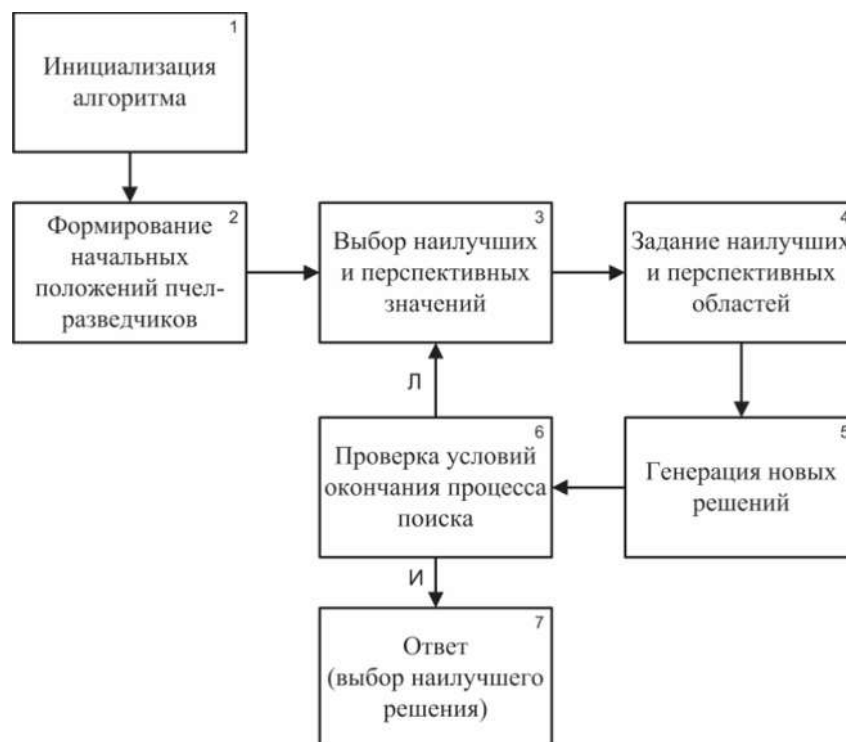 1
Инициализация
алгоритма
2
Формирование
начальных
положений пчел-
разведчиков
3
Выбор наилучших
и перспективных
значений
4
Задание наилучших
и перспективных
областей
Л
5
Генерация новых
решений
6
Проверка условий
окончания процесса
поиска
И
7
Ответ
(выбор наилучшего
решения)